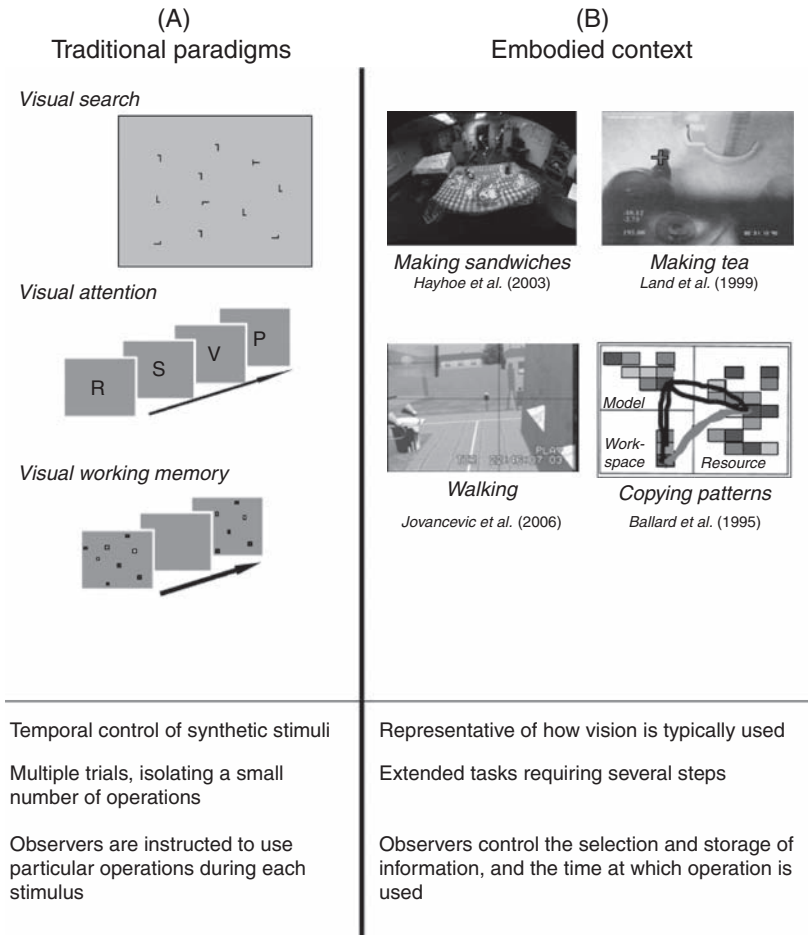 (A)
Traditional paradigms
(B)
Embodied context
Visual search
Visual attention
R
S
V
P
Visual working memory
Making sandwiches
Hayhoe et al. (2003)
Making tea
Land et al. (1999)
Walking
Jovancevic et al. (2006)
Model
Work-
space
Resource
Copying patterns
Ballard et al. (1995)
Temporal control of synthetic stimuli
Multiple trials, isolating a small
number of operations
Observers are instructed to use
particular operations during each
stimulus
Representative of how vision is typically used
Extended tasks requiring several steps
Observers control the selection and storage of
information, and the time at which operation is
used